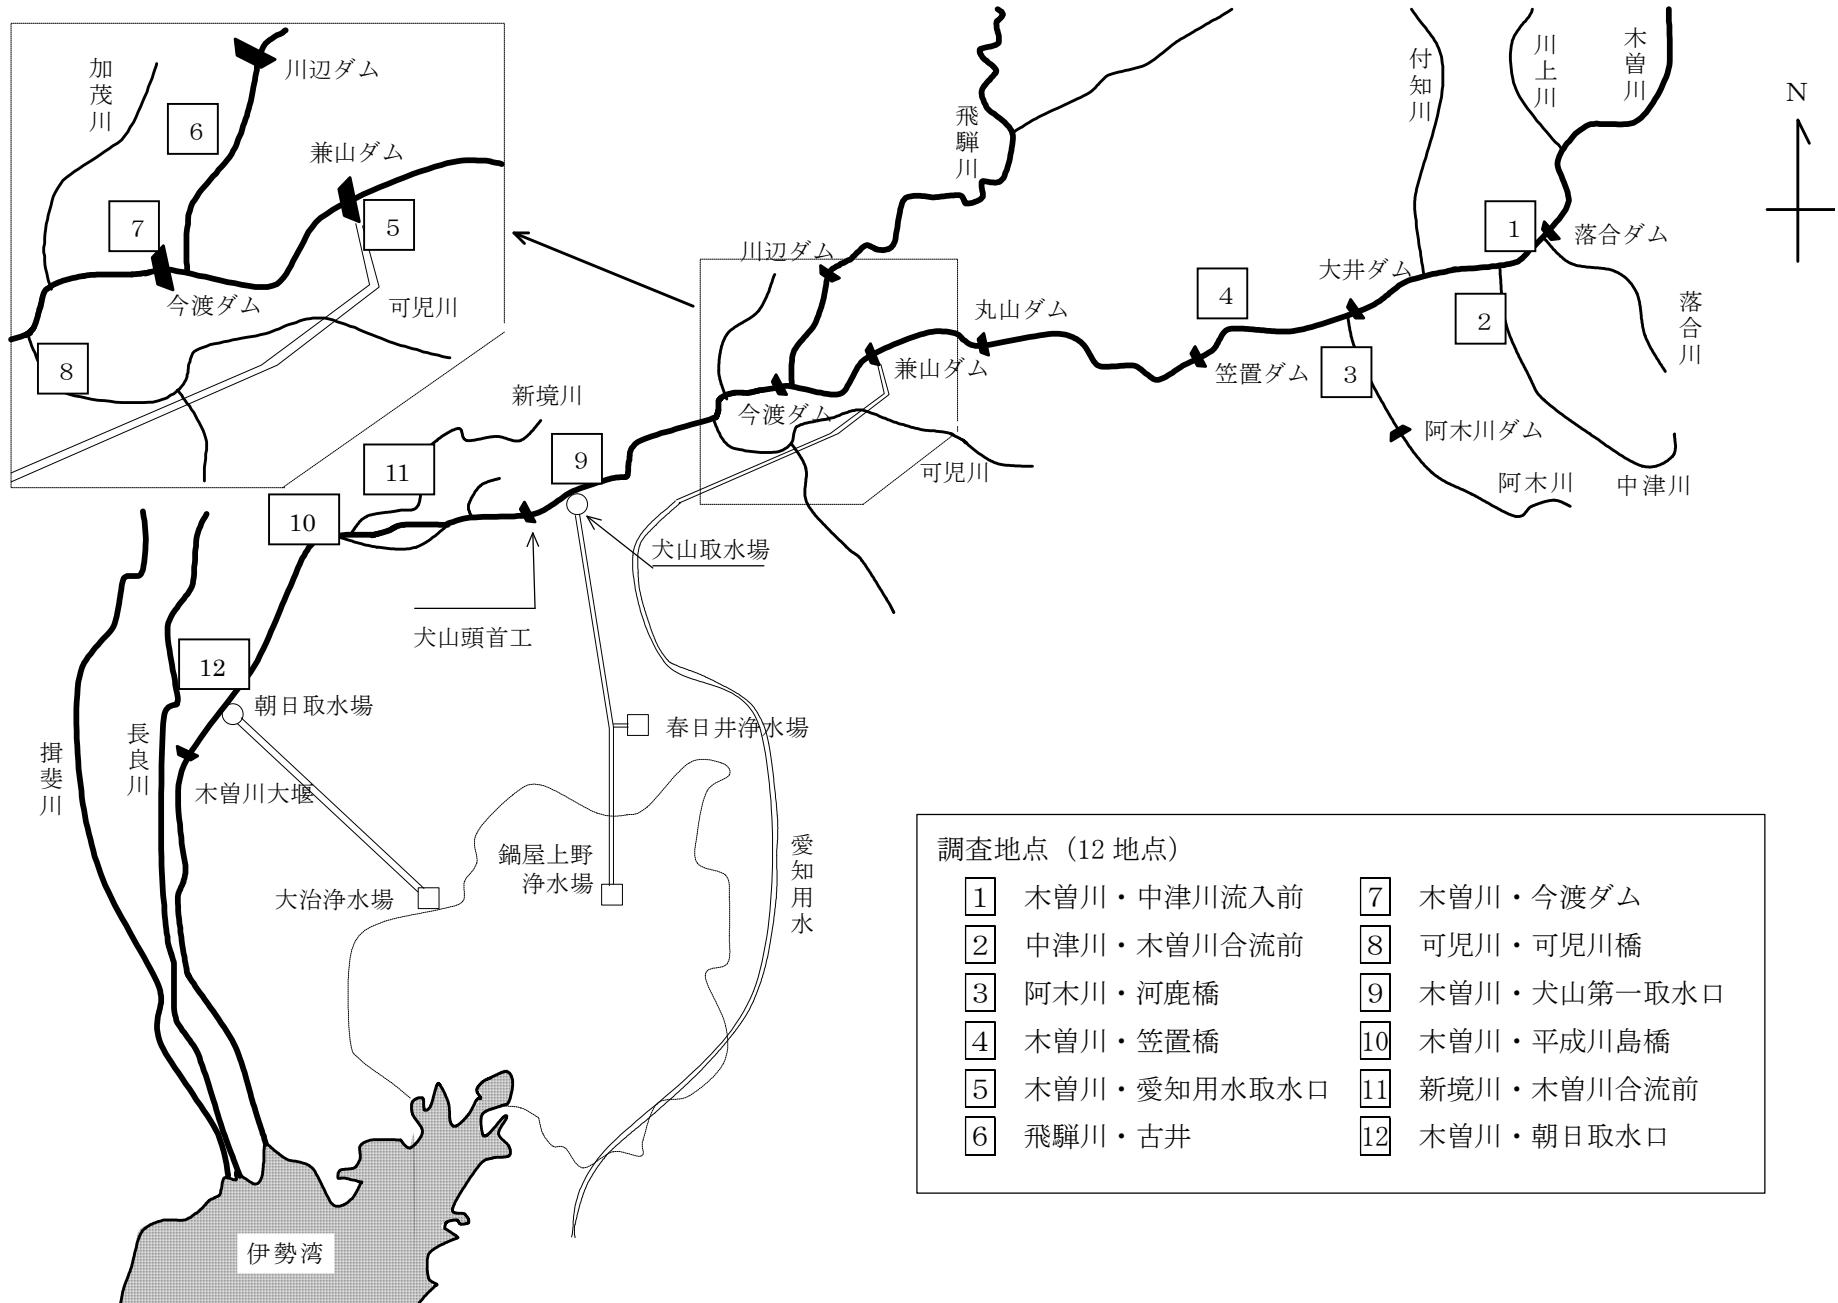 加茂川
川辺ダム
6
兼山ダム
7
5
今渡ダム
可児川
8
飛騨川
付知川
川上川
木曽川
N
川辺ダム
丸山ダム
4
大井ダム
1
落合ダム
2
落合川
兼山ダム
笠置ダム
3
今渡ダム
新境川
9
11
可児川
阿木川ダム
阿木川
中津川
10
犬山取水場
犬山頭首工
12
朝日取水場
揖斐川
長良川
木曽川大堰
春日井浄水場
鍋屋上野
浄水場
大治浄水場
愛知用水
伊勢湾
調査地点（12 地点）
1 木曽川・中津川流入前
2 中津川・木曽川合流前
3 阿木川・河鹿橋
4 木曽川・笠置橋
5 木曽川・愛知用水取水口
6 飛騨川・古井
7 木曽川・今渡ダム
8 可児川・可児川橋
9 木曽川・犬山第一取水口
10 木曽川・平成川島橋
11 新境川・木曽川合流前
12 木曽川・朝日取水口